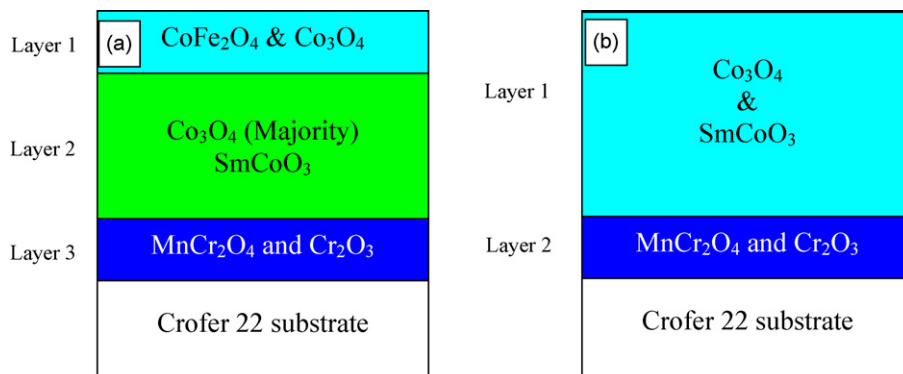 Layer 1
(a)
CoFe₂O₄ & Co₃O₄
Layer 2
Co₃O₄ (Majority)
SmCoO₃
Layer 3
MnCr₂O₄ and Cr₂O₃
Crofer 22 substrate
(b)
Layer 1
Co₃O₄
&
SmCoO₃
Layer 2
MnCr₂O₄ and Cr₂O₃
Crofer 22 substrate